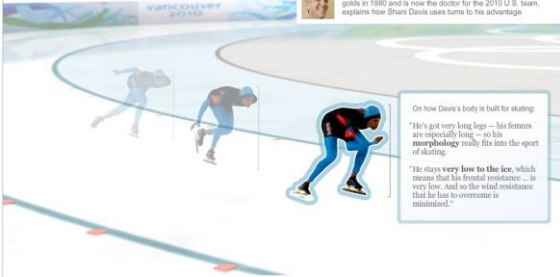 vancouver
2010
golds in 1980 and is now the doctor for the 2010 U.S. team,
explains how Shani Davis uses turns to his advantage.
On how Davis's body is built for skating:
"He's got very long legs — his femurs
are especially long — so his
morphology really fits into the sport
of skating.
"He stays very low to the ice, which
means that his frontal resistance ... is
very low. And so the wind resistance
that he has to overcome is
minimized."